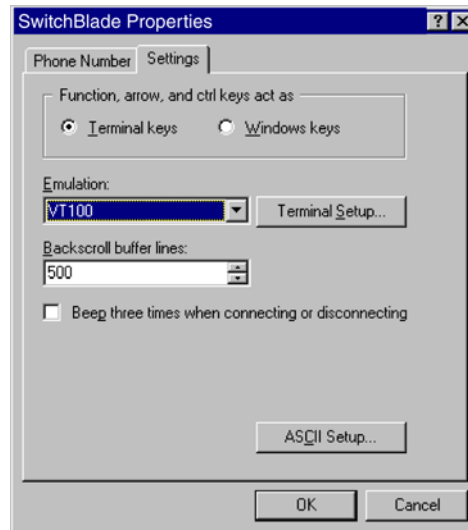 SwitchBlade Properties
Phone Number Settings
Function, arrow, and ctrl keys act as
Terminal keys Windows keys
Emulation:
VT100 Terminal Setup...
Backscroll buffer lines:
500
Beep three times when connecting or disconnecting
ASCII Setup...
OK Cancel